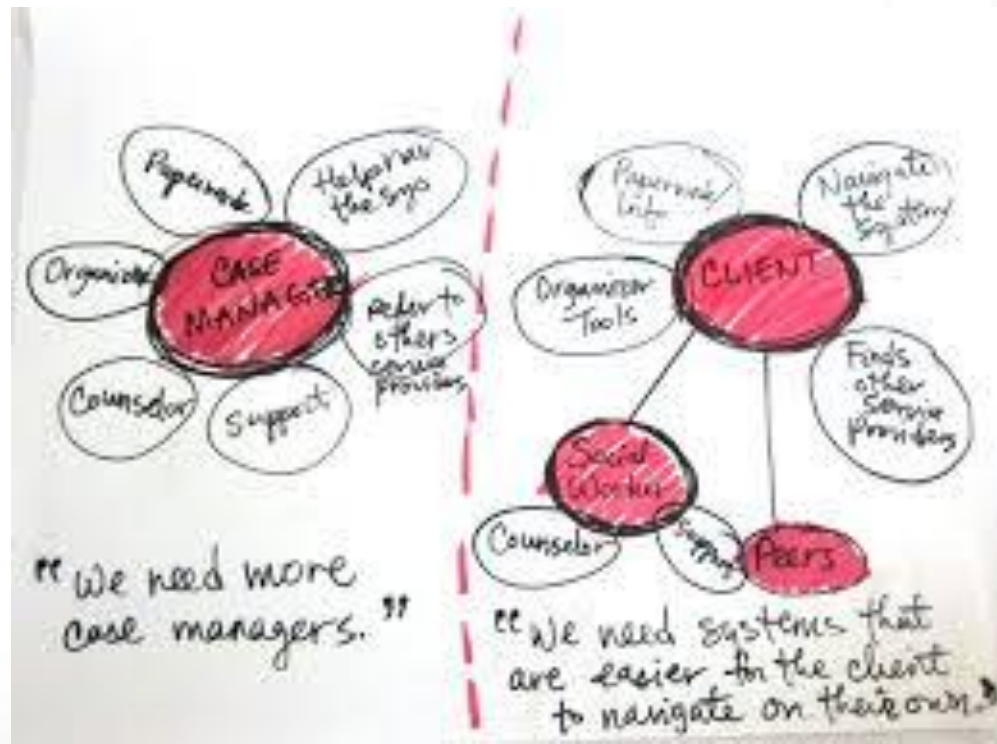 Paperwork
Help nav
the sys
Organizer
CASE
MANAGER
Refer to
others
service
providers
Counselor
Support
"we need more
case managers."
Paperwork/
Info
Navigate
the
System
Organizer
Tools
CLIENT
Finds
other
Service
Providers
Social
Worker
Counselor
Support
Peers
"we need systems that
are easier for the client
to navigate on their own."